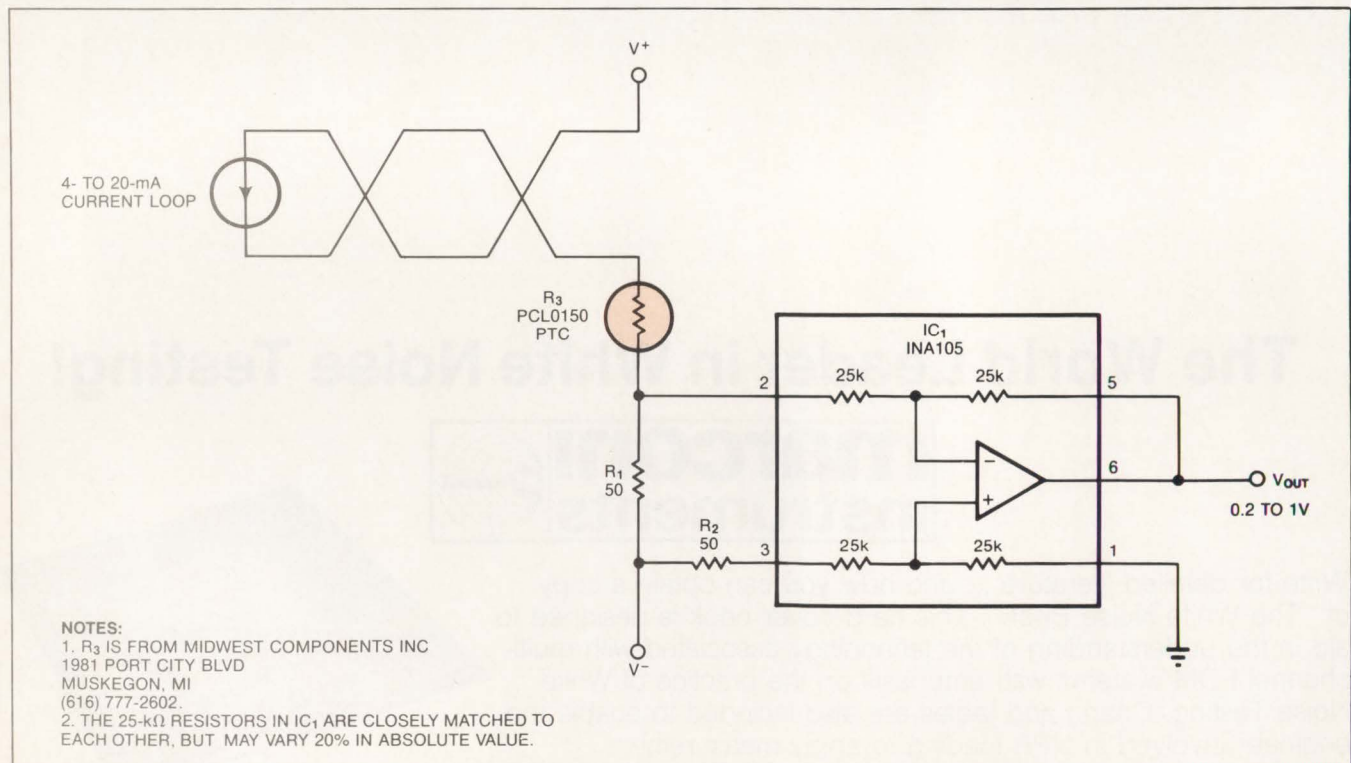 V+
4- TO 20-mA
CURRENT LOOP
R3
PCL0150
PTC
IC1
INA105
2
25k
25k
5
R1
50
−
+
6
VOUT
0.2 TO 1V
R2
50
3
25k
25k
1
V−
NOTES:
1. R3 IS FROM MIDWEST COMPONENTS INC
1981 PORT CITY BLVD
MUSKEGON, MI
(616) 777-2602.
2. THE 25-kΩ RESISTORS IN IC1 ARE CLOSELY MATCHED TO
EACH OTHER, BUT MAY VARY 20% IN ABSOLUTE VALUE.
The World Leader in White Noise Testing!